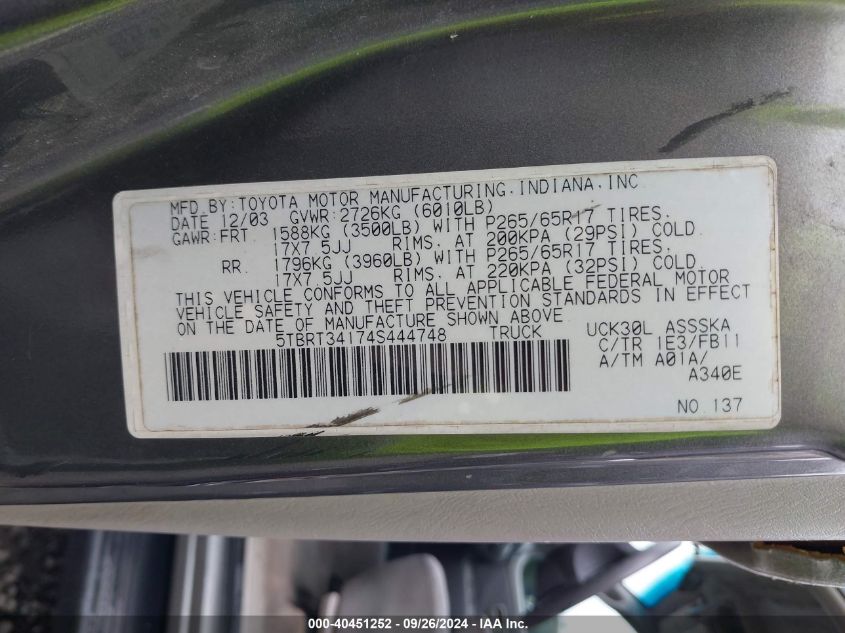 MFD.BY:TOYOTA MOTOR MANUFACTURING.INDIANA,INC
DATE 12/03 GVWR:2726KG (6010LB)
GAWR:FRT 1588KG (3500LB) WITH P265/65R17 TIRES.
17X7.5JJ RIMS. AT 200KPA (29PSI) COLD
RR. 1796KG (3960LB) WITH P265/65R17 TIRES.
17X7.5JJ RIMS. AT 220KPA (32PSI) COLD
THIS VEHICLE CONFORMS TO ALL APPLICABLE FEDERAL MOTOR
VEHICLE SAFETY AND THEFT PREVENTION STANDARDS IN EFFECT
ON THE DATE OF MANUFACTURE SHOWN ABOVE
5TBRT34174S444748 TRUCK
UCK30L ASSSKA
C/TR 1E3/FB11
A/TM A01A/
A340E
NO.137
000-40451252 - 09/26/2024 - IAA Inc.